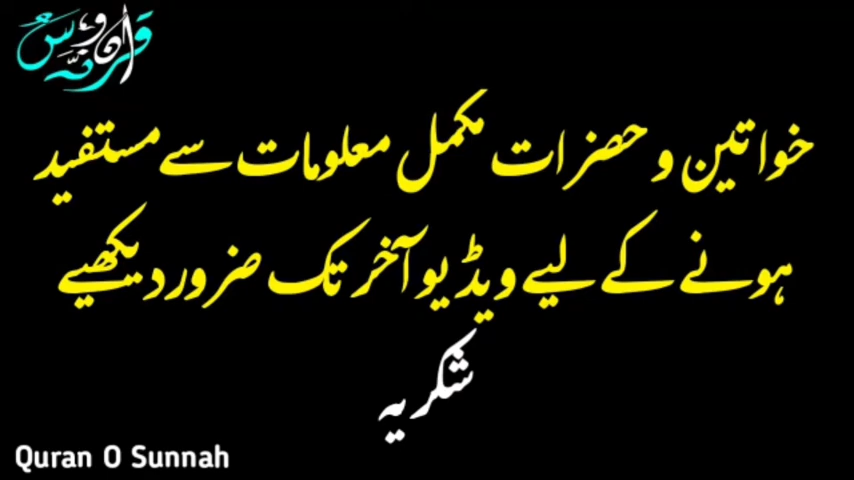 خواتین و حضرات مکمل معلومات سے مستفید
ہونے کے لیے ویڈیو آخر تک ضرور دیکھیے
شکریہ
Quran O Sunnah